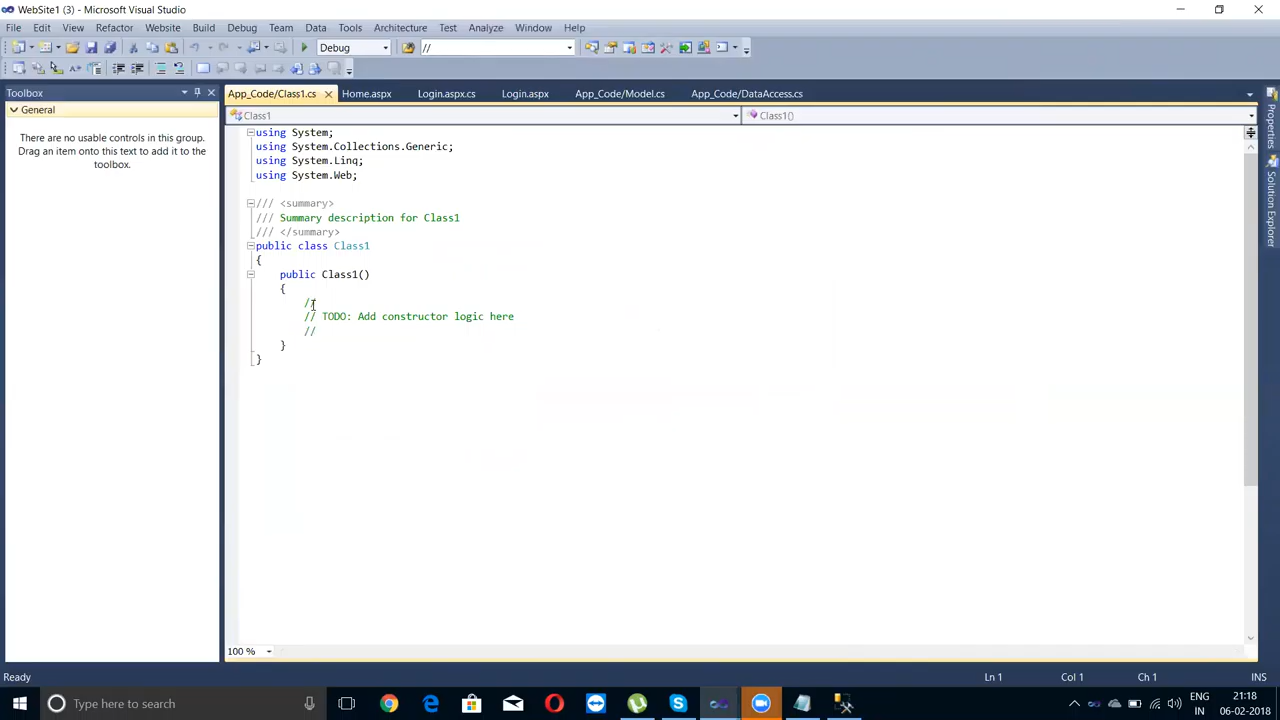 WebSite1 (3) - Microsoft Visual Studio
File Edit View Refactor Website Build Debug Team Data Tools Architecture Test Analyze Window Help
Debug //
Toolbox
General
There are no usable controls in this group. Drag an item onto this text to add it to the toolbox.
App_Code/Class1.cs Home.aspx Login.aspx.cs Login.aspx App_Code/Model.cs App_Code/DataAccess.cs
Class1 Class1()
using System;
using System.Collections.Generic;
using System.Linq;
using System.Web;
/// <summary>
/// Summary description for Class1
/// </summary>
public class Class1
{
public Class1()
{
//
// TODO: Add constructor logic here
//
}
}
Properties
Solution Explorer
100 %
Ready Ln 1 Col 1 Ch 1 INS
Type here to search
ENG 21:18
IN 06-02-2018